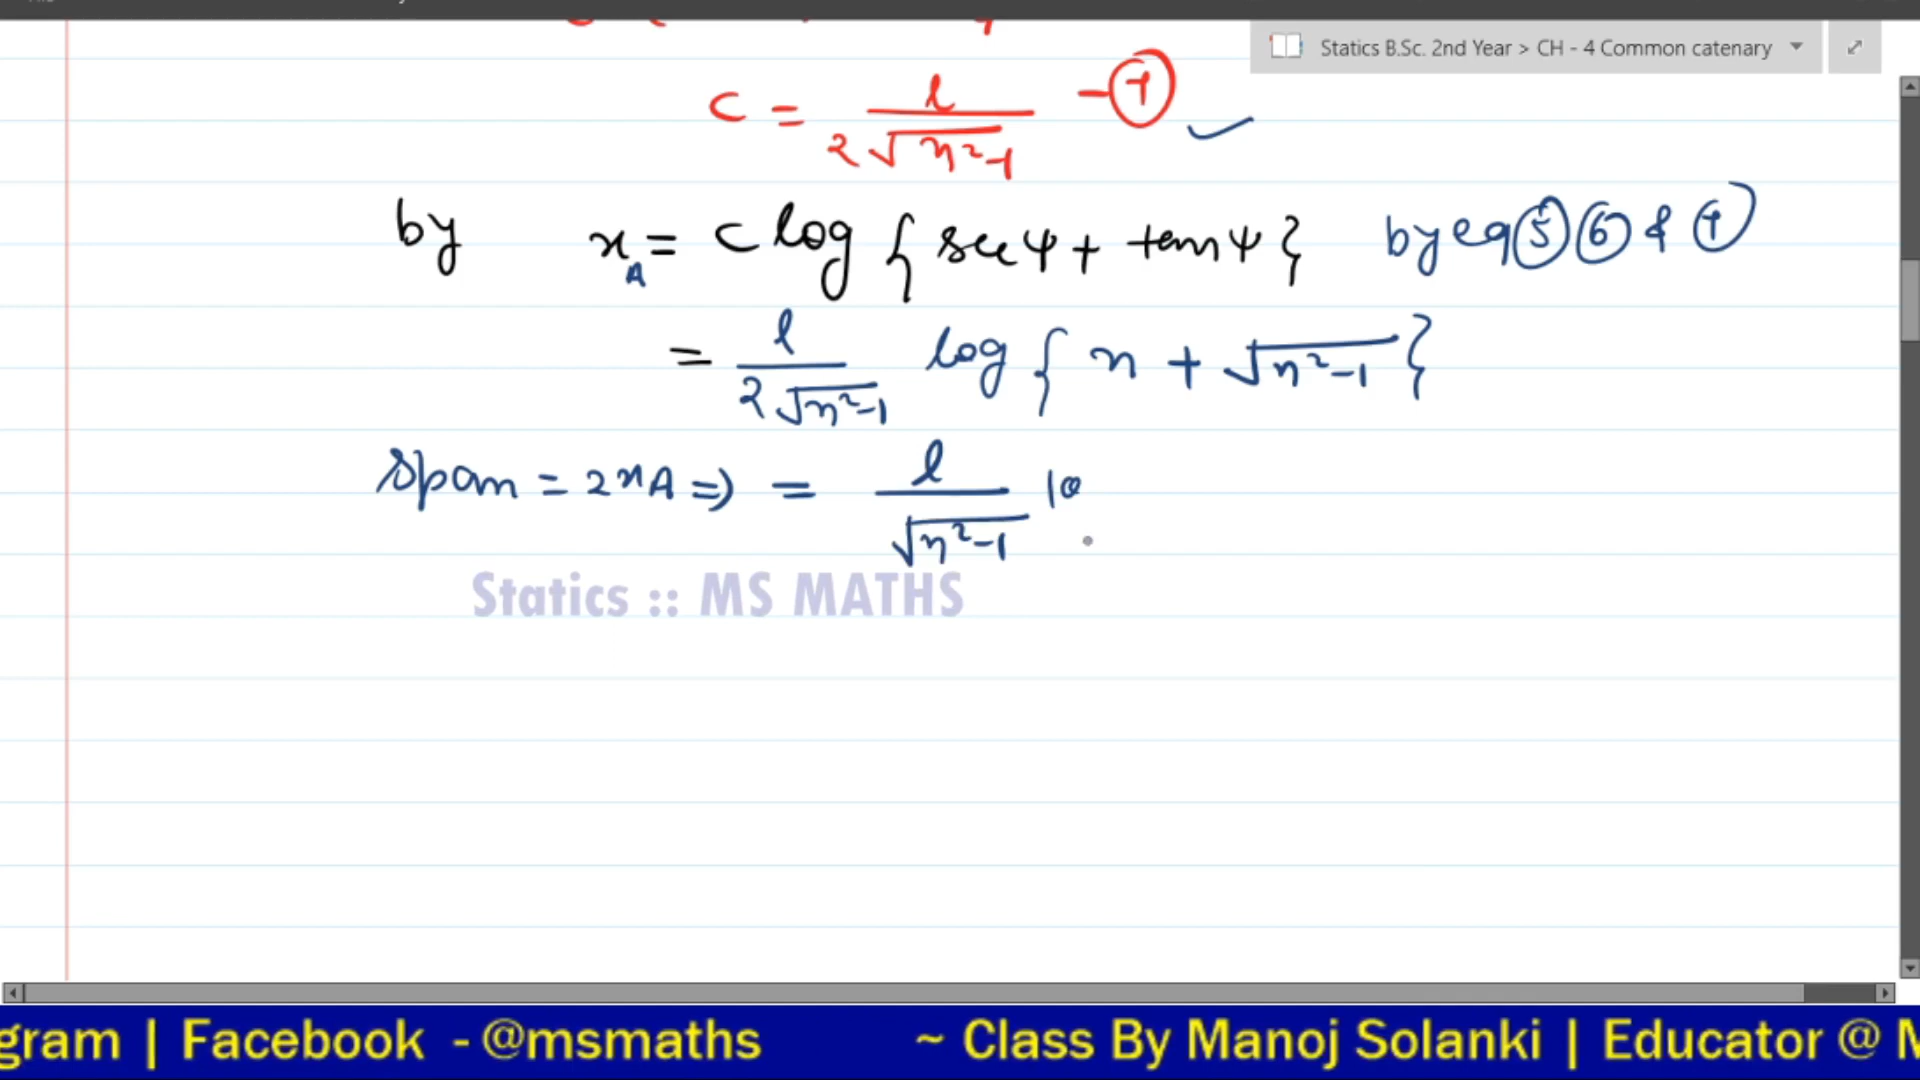 Statics B.Sc. 2nd Year > CH - 4 Common catenary
c = l / 2√(n²-1) - ⑦ ✓
by x_A = c log { sec ψ + tan ψ } by eq ⑤ ⑥ & ⑦
= l / 2√(n²-1) log { n + √(n²-1) }
Span = 2x_A ⇒ = l / √(n²-1) lo
Statics :: MS MATHS
gram | Facebook - @msmaths ~ Class By Manoj Solanki | Educator @ M